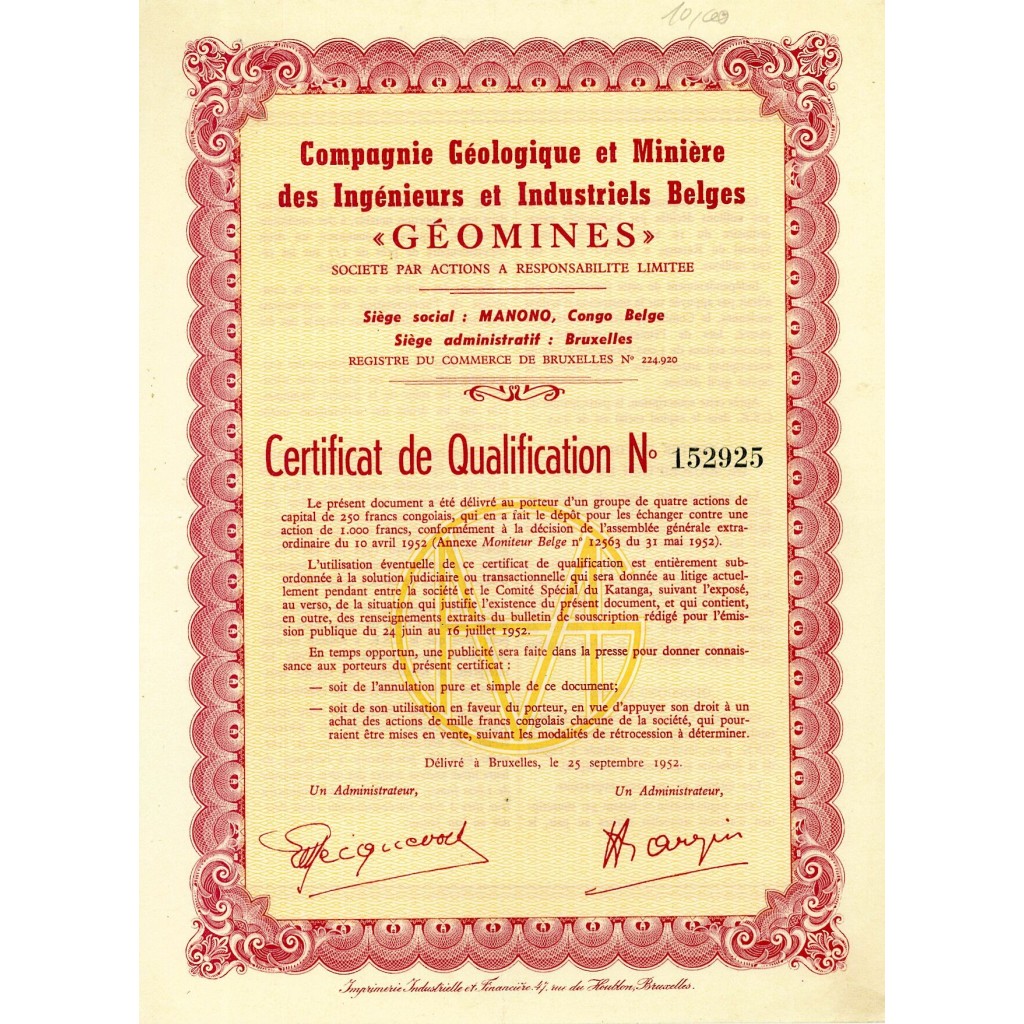 10,000
Compagnie Géologique et Minière
des Ingénieurs et Industriels Belges
« GÉOMINES »
SOCIETE PAR ACTIONS A RESPONSABILITE LIMITEE
Siège social : MANONO, Congo Belge
Siège administratif : Bruxelles
REGISTRE DU COMMERCE DE BRUXELLES Nº 224.920
Certificat de Qualification Nº 152925
Le présent document a été délivré au porteur d'un groupe de quatre actions de
capital de 250 francs congolais, qui en a fait le dépôt pour les échanger contre une
action de 1.000 francs, conformément à la décision de l'assemblée générale extra-
ordinaire du 10 avril 1952 (Annexe Moniteur Belge nº 12563 du 31 mai 1952).
L'utilisation éventuelle de ce certificat de qualification est entièrement sub-
ordonnée à la solution judiciaire ou transactionnelle qui sera donnée au litige actuel-
lement pendant entre la société et le Comité Spécial du Katanga, suivant l'exposé,
au verso, de la situation qui justifie l'existence du présent document, et qui contient,
en outre, des renseignements extraits du bulletin de souscription rédigé pour l'émis-
sion publique du 24 juin au 16 juillet 1952.
En temps opportun, une publicité sera faite dans la presse pour donner connais-
sance aux porteurs du présent certificat :
— soit de l'annulation pure et simple de ce document;
— soit de son utilisation en faveur du porteur, en vue d'appuyer son droit à un
achat des actions de mille francs congolais chacune de la société, qui pour-
raient être mises en vente, suivant les modalités de rétrocession à déterminer.
Délivré à Bruxelles, le 25 septembre 1952.
Un Administrateur, Un Administrateur,
Imprimerie Industrielle et Financière. 47, rue du Houblon, Bruxelles.